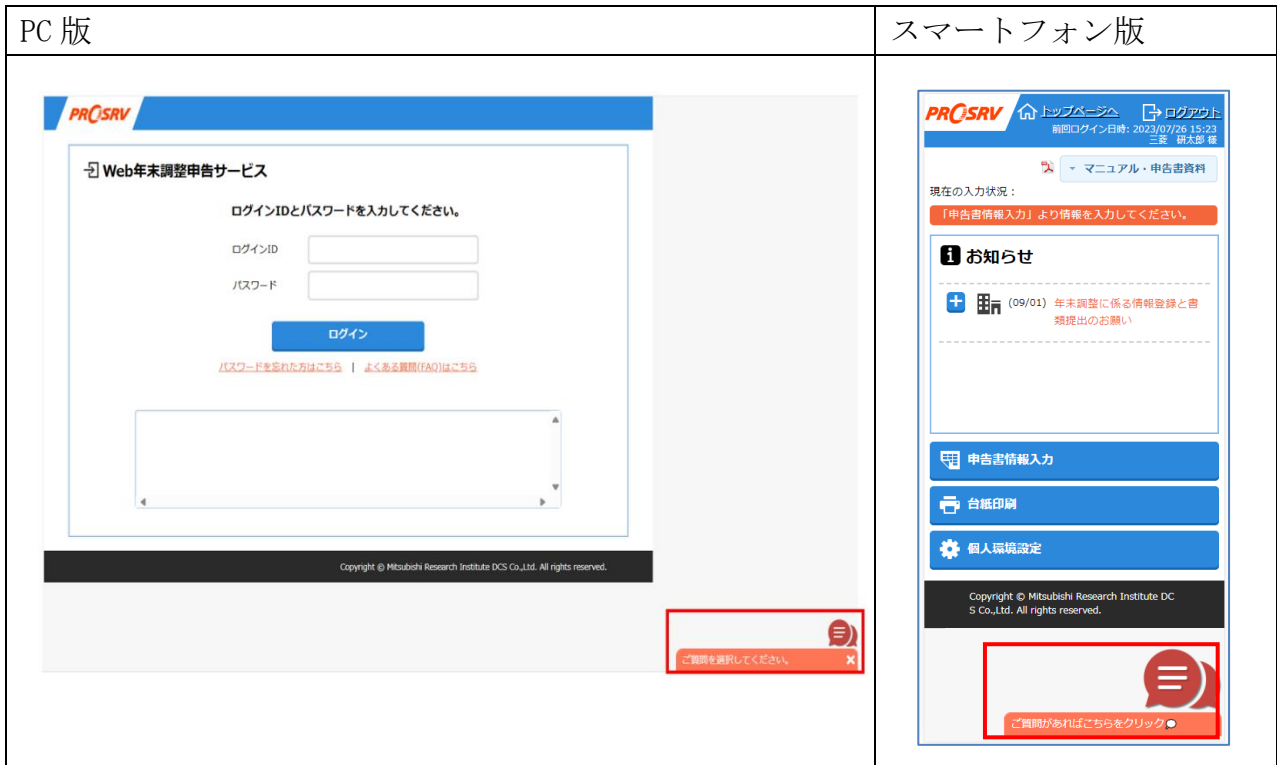 PC版
スマートフォン版
PROSRV
Web年末調整申告サービス
ログインIDとパスワードを入力してください。
ログインID
パスワード
ログイン
パスワードを忘れた方はこちら | よくある質問(FAQ)はこちら
Copyright © Mitsubishi Research Institute DCS Co.,Ltd. All rights reserved.
ご質問を選択してください。 ×
PROSRV トップページへ ログアウト
前回ログイン日時: 2023/07/26 15:23
三菱 研太郎 様
マニュアル・申告書資料
現在の入力状況：
「申告書情報入力」より情報を入力してください。
お知らせ
(09/01) 年末調整に係る情報登録と書
類提出のお願い
申告書情報入力
台紙印刷
個人環境設定
Copyright © Mitsubishi Research Institute DC
S Co.,Ltd. All rights reserved.
ご質問があればこちらをクリック